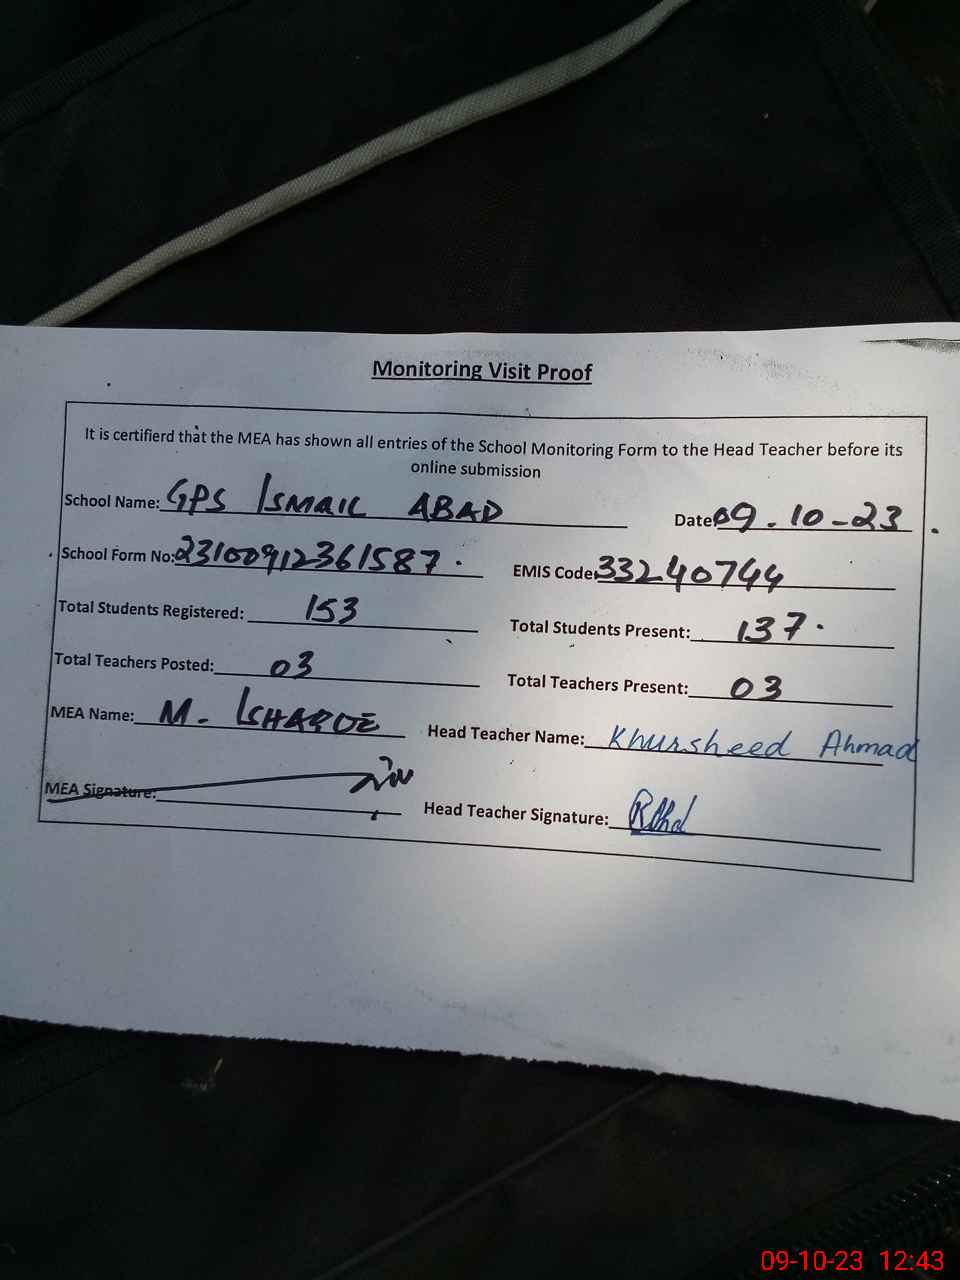 Monitoring Visit Proof
It is certifierd that the MEA has shown all entries of the School Monitoring Form to the Head Teacher before its
online submission
School Name: GPS ISMAIL ABAD Date: 09-10-23
School Form No: 23100912361587. EMIS Code: 33240744
Total Students Registered: 153 Total Students Present: 137.
Total Teachers Posted: 03 Total Teachers Present: 03
MEA Name: M. ISHAQUE Head Teacher Name: Khursheed Ahmad
MEA Signature: Head Teacher Signature:
09-10-23 12:43